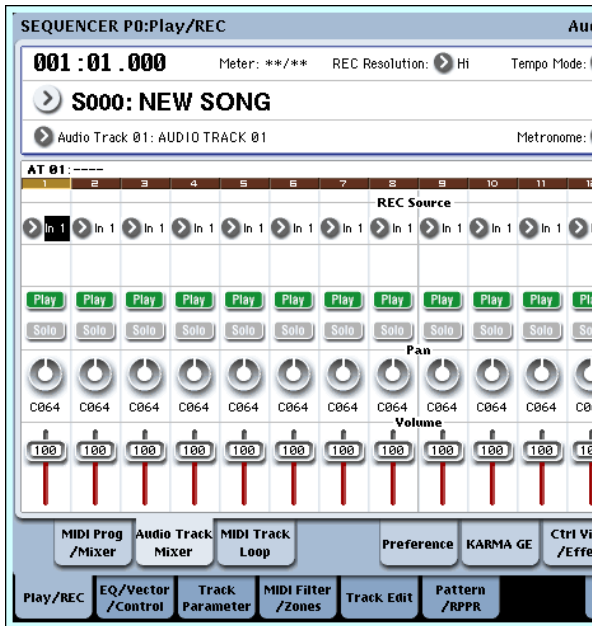 SEQUENCER P0:Play/REC
001:01.000 Meter: **/** REC Resolution: Hi Tempo Mode:
S000: NEW SONG
Audio Track 01: AUDIO TRACK 01 Metronome:
AT 01:----
1 2 3 4 5 6 7 8 9 10 11
REC Source
In 1 In 1 In 1 In 1 In 1 In 1 In 1 In 1 In 1 In 1 In 1
Play Play Play Play Play Play Play Play Play Play Play
Solo Solo Solo Solo Solo Solo Solo Solo Solo Solo Solo
Pan
C064 C064 C064 C064 C064 C064 C064 C064 C064 C064 C064
Volume
100 100 100 100 100 100 100 100 100 100 100
MIDI Prog Audio Track MIDI Track
/Mixer Mixer Loop Preference KARMA GE
EQ/Vector Track MIDI Filter Pattern
Play/REC /Control Parameter /Zones Track Edit /RPPR